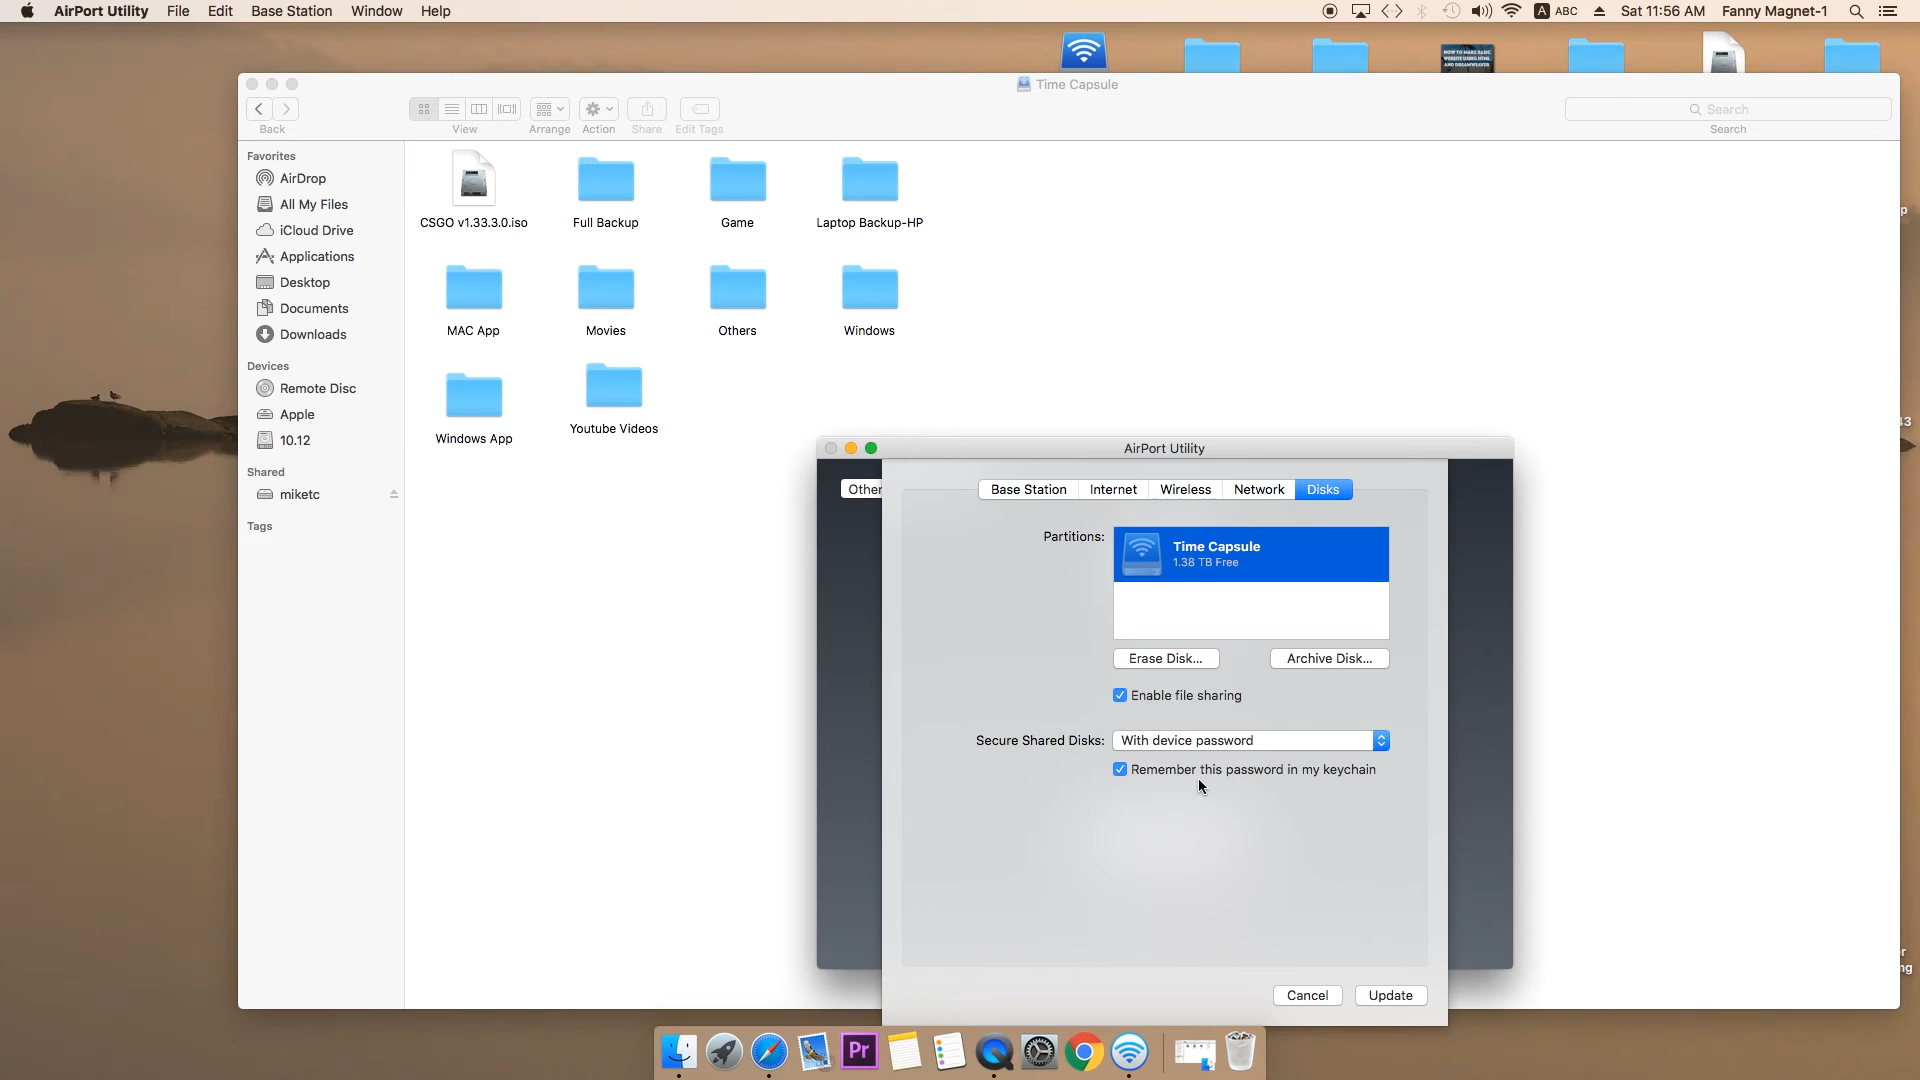 AirPort Utility File Edit Base Station Window Help
A ABC Sat 11:56 AM Fanny Magnet-1
HOW TO MAKE BASIC
WEBSITE USING HTML
AND DREAMWEAVER
Time Capsule
Search
Back View Arrange Action Share Edit Tags Search
Favorites
AirDrop
All My Files
iCloud Drive
Applications
Desktop
Documents
Downloads
Devices
Remote Disc
Apple
10.12
Shared
miketc
Tags
CSGO v1.33.3.0.iso Full Backup Game Laptop Backup-HP
MAC App Movies Others Windows
Windows App Youtube Videos
p
43
r
ng
AirPort Utility
Other
Base Station Internet Wireless Network Disks
Partitions:
Time Capsule
1.38 TB Free
Erase Disk... Archive Disk...
Enable file sharing
Secure Shared Disks: With device password
Remember this password in my keychain
Cancel Update
Pr